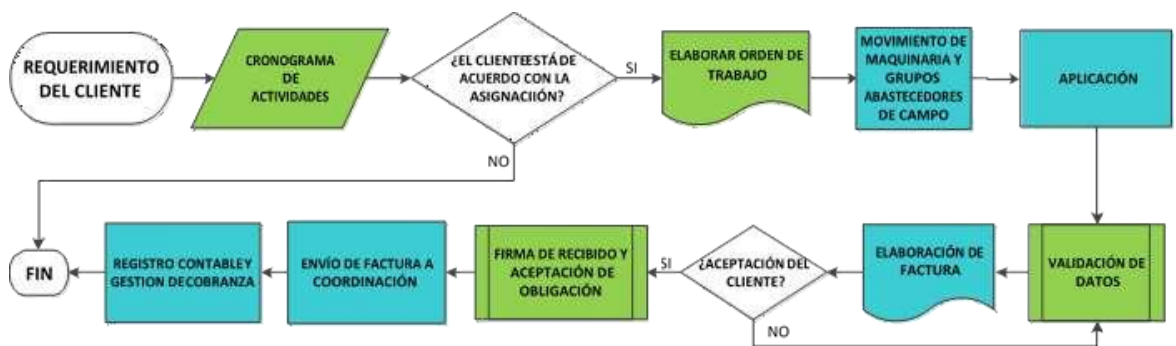 REQUERIMIENTO
DEL CLIENTE
CRONOGRAMA
DE
ACTIVIDADES
¿EL CLIENTEESTÁ DE
ACUERDO CON LA
ASIGNACIIÓN?
SI
NO
ELABORAR ORDEN DE
TRABAJO
MOVIMIENTO DE
MAQUINARIA Y
GRUPOS
ABASTECEDORES
DE CAMPO
APLICACIÓN
VALIDACIÓN DE
DATOS
ELABORACIÓN DE
FACTURA
¿ACEPTACIÓN DEL
CLIENTE?
SI
NO
FIRMA DE RECIBIDO Y
ACEPTACIÓN DE
OBLIGACIÓN
ENVÍO DE FACTURA A
COORDINACIÓN
REGISTRO CONTABLE Y
GESTION DECOBRANZA
FIN